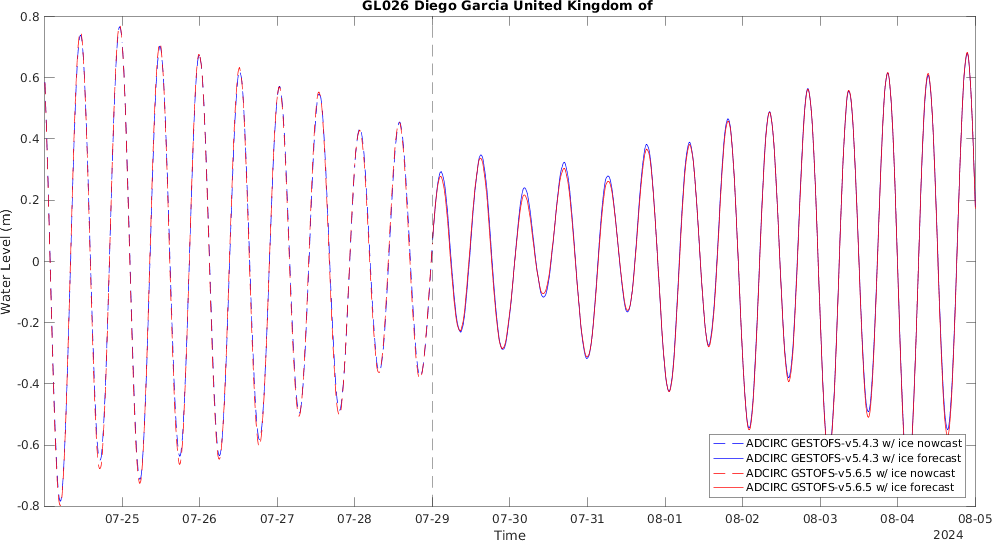 GL026 Diego Garcia United Kingdom of
0.8
0.6
0.4
0.2
0
-0.2
-0.4
-0.6
-0.8
Water Level (m)
ADCIRC GESTOFS-v5.4.3 w/ ice nowcast
ADCIRC GESTOFS-v5.4.3 w/ ice forecast
ADCIRC GSTOFS-v5.6.5 w/ ice nowcast
ADCIRC GSTOFS-v5.6.5 w/ ice forecast
07-25 07-26 07-27 07-28 07-29 07-30 07-31 08-01 08-02 08-03 08-04 08-05
Time
2024